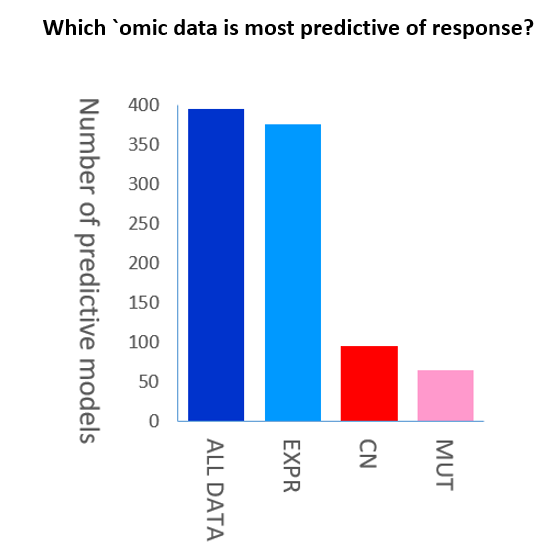 Which `omic data is most predictive of response?
Number of predictive models
400
350
300
250
200
150
100
50
0
ALL DATA
EXPR
CN
MUT